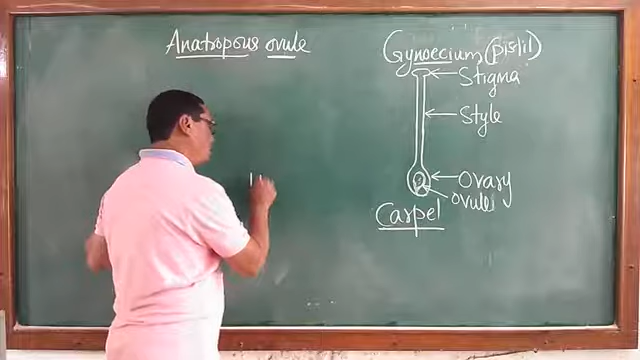 Anatropous ovule
Gynoecium (pistil)
Stigma
Style
Ovary
ovules
Carpel